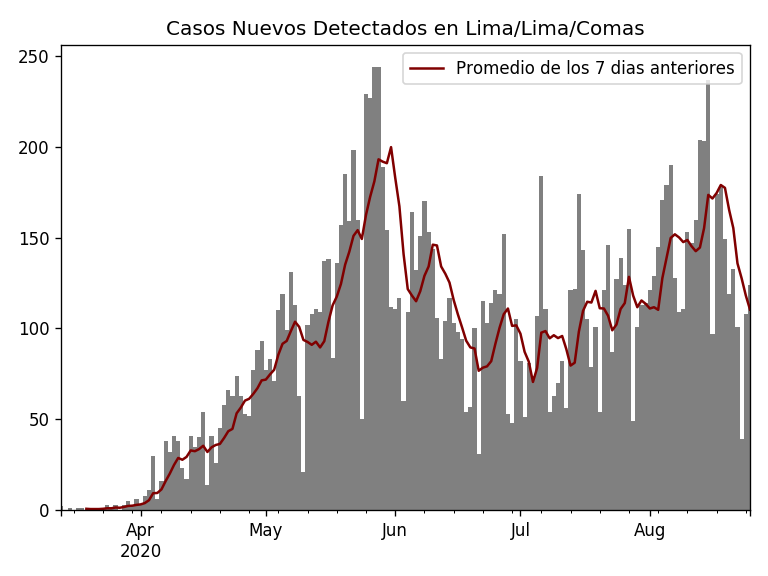 Casos Nuevos Detectados en Lima/Lima/Comas
Promedio de los 7 dias anteriores
250
200
150
100
50
0
Apr
2020
May
Jun
Jul
Aug